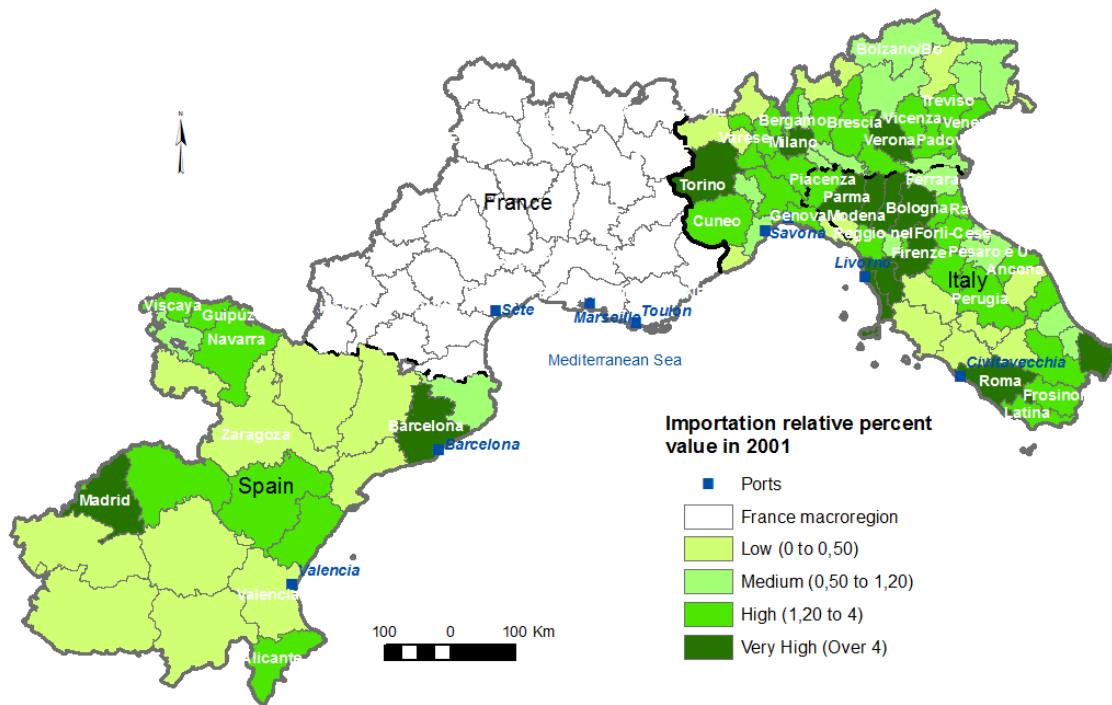 N
Bolzano/Bo
Treviso
Bergamo
Brescia
Vicenza
Vene
Varese
Milano
Verona
Padov
Torino
Piacenza
Ferrara
Parma
France
Bologna
Ra
Cuneo
Genova
Modena
Savona
Reggio nel
Forlì-Cess
Firenze
Pesaro e U
Livorno
Ancona
Italy
Viscaya
Sète
Perugia
Guipúz
Marseille
Toulon
Navarra
Mediterranean Sea
Civitavecchia
Roma
Frosinon
Latina
Barcelona
Zaragoza
Barcelona
Importation relative percent
value in 2001
Spain
Ports
Madrid
France macroregion
Low (0 to 0,50)
Valencia
Medium (0,50 to 1,20)
Valencia
High (1,20 to 4)
100 0 100 Km
Very High (Over 4)
Alicante